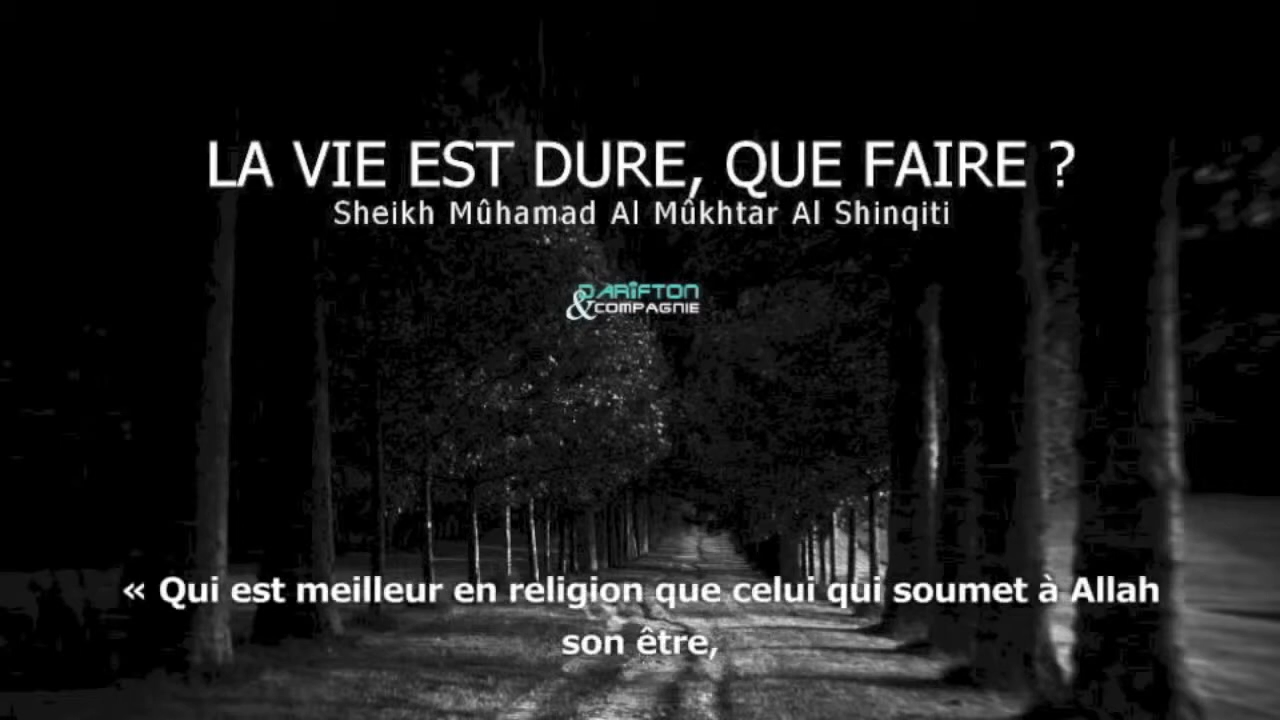 LA VIE EST DURE, QUE FAIRE ?
Sheikh Mûhamad Al Mûkhtar Al Shinqiti
DARIFTON
&COMPAGNIE
« Qui est meilleur en religion que celui qui soumet à Allah
son être,